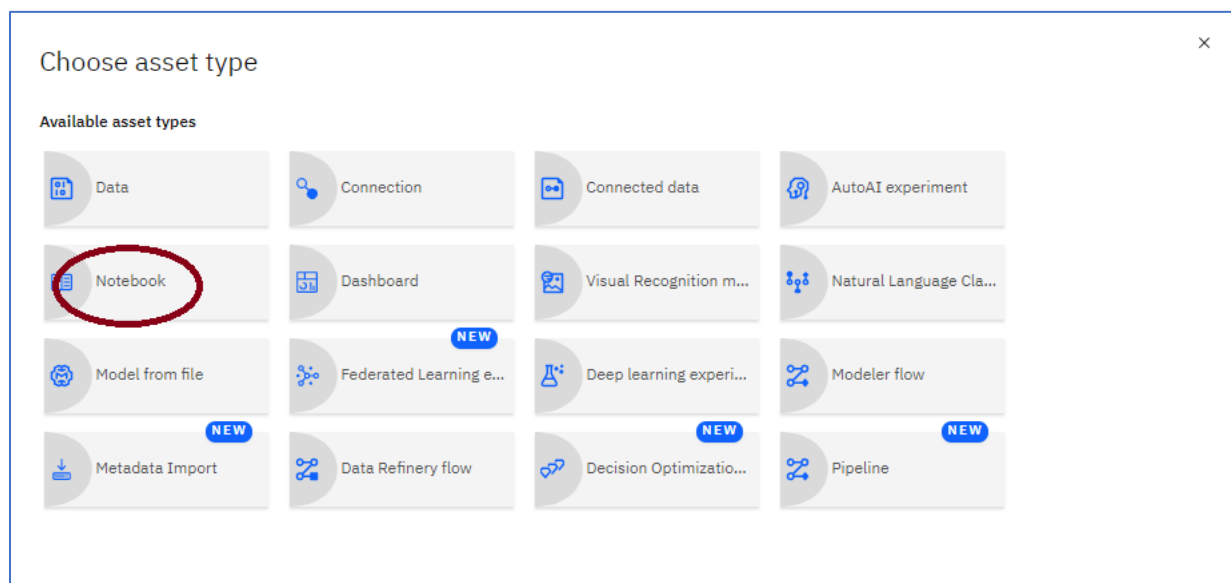 Choose asset type
Available asset types
Data
Connection
Connected data
AutoAI experiment
Notebook
Dashboard
Visual Recognition m...
Natural Language Cla...
NEW
Model from file
Federated Learning e...
Deep learning experi...
Modeler flow
NEW
NEW
NEW
Metadata Import
Data Refinery flow
Decision Optimizatio...
Pipeline